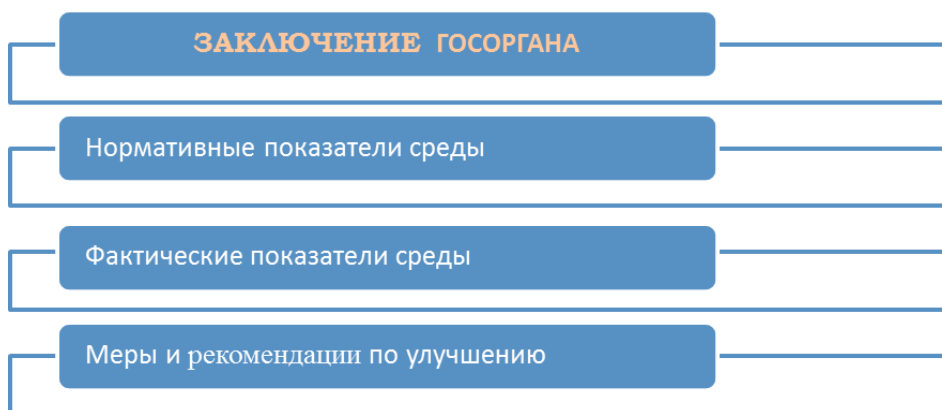 ЗАКЛЮЧЕНИЕ ГОСОРГАНА
Нормативные показатели среды
Фактические показатели среды
Меры и рекомендации по улучшению